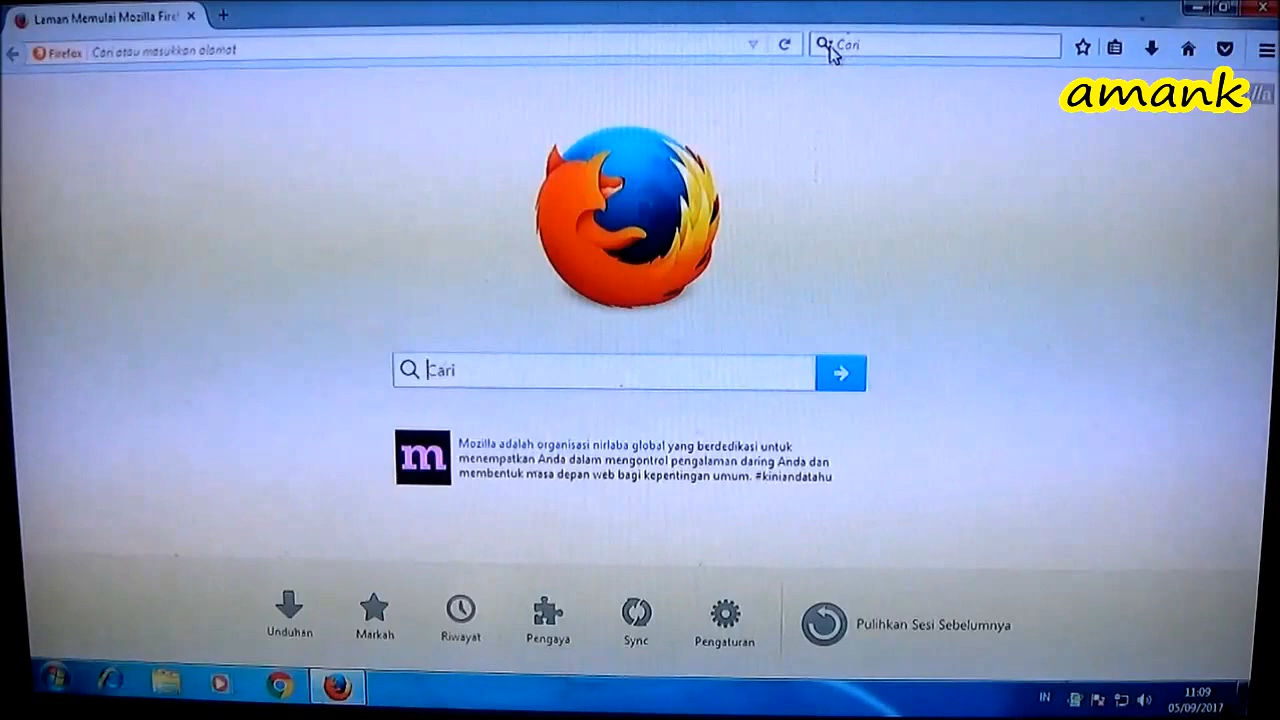 Laman Memulai Mozilla Firef
Firefox
Cari atau masukkan alamat
Cari
amank
Cari
m
Mozilla adalah organisasi nirlaba global yang berdedikasi untuk
menempatkan Anda dalam mengontrol pengalaman daring Anda dan
membentuk masa depan web bagi kepentingan umum. #kiniandatahu
Unduhan
Markah
Riwayat
Pengaya
Sync
Pengaturan
Pulihkan Sesi Sebelumnya
IN
11:09
05/09/2017